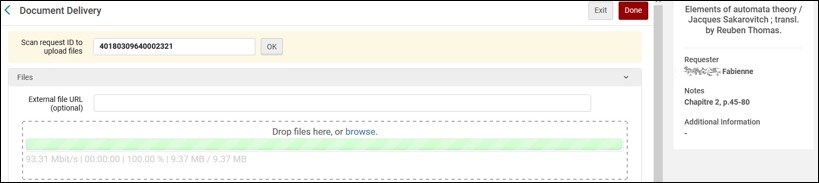 Document Delivery
Exit
Done
Scan request ID to
upload files
40180309640002321
OK
Files
External file URL
(optional)
Drop files here, or browse.
93.31 Mbit/s | 00:00:00 | 100.00 % | 9.37 MB / 9.37 MB
Elements of automata theory /
Jacques Sakarovitch ; transl.
by Reuben Thomas.
Requester
Fabienne
Notes
Chapitre 2, p.45-80
Additional Information
-